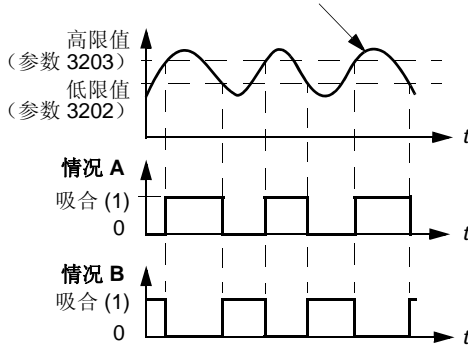 高限值
（参数 3203）
低限值
（参数 3202）
t
情况 A
吸合 (1)
0
t
情况 B
吸合 (1)
0
t